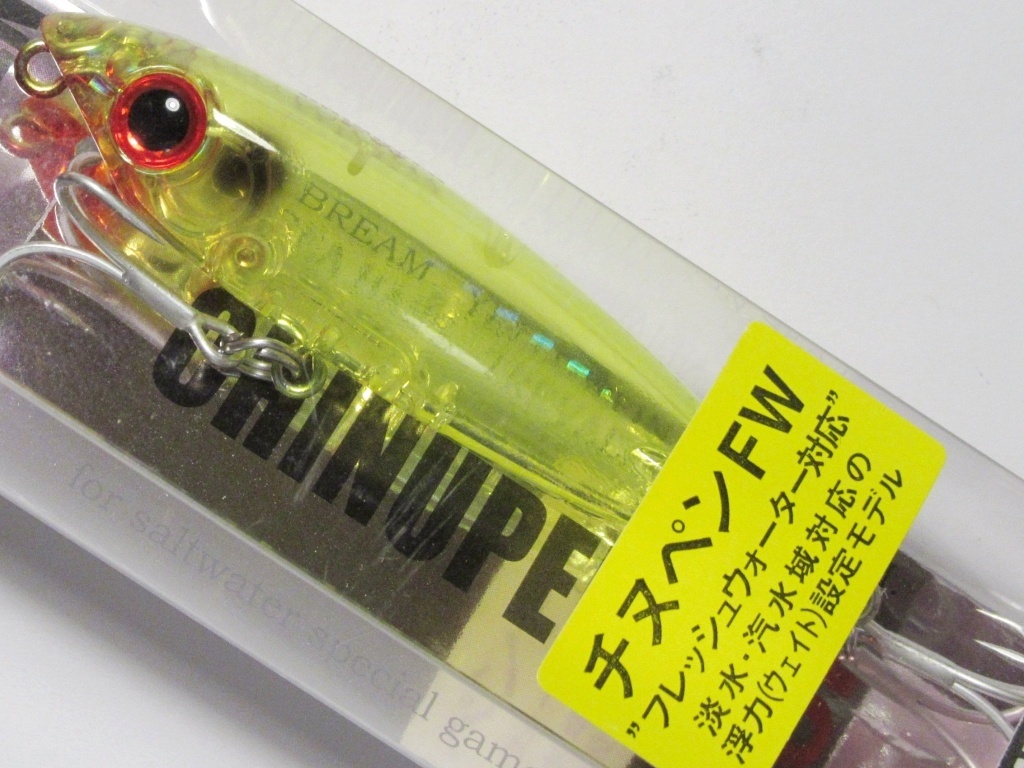 BREAM
CHINUPE
for saltwater special game
チヌペンFW
”フレッシュウォーター対応”
淡水・汽水域対応の
浮力(ウェイト)設定モデル